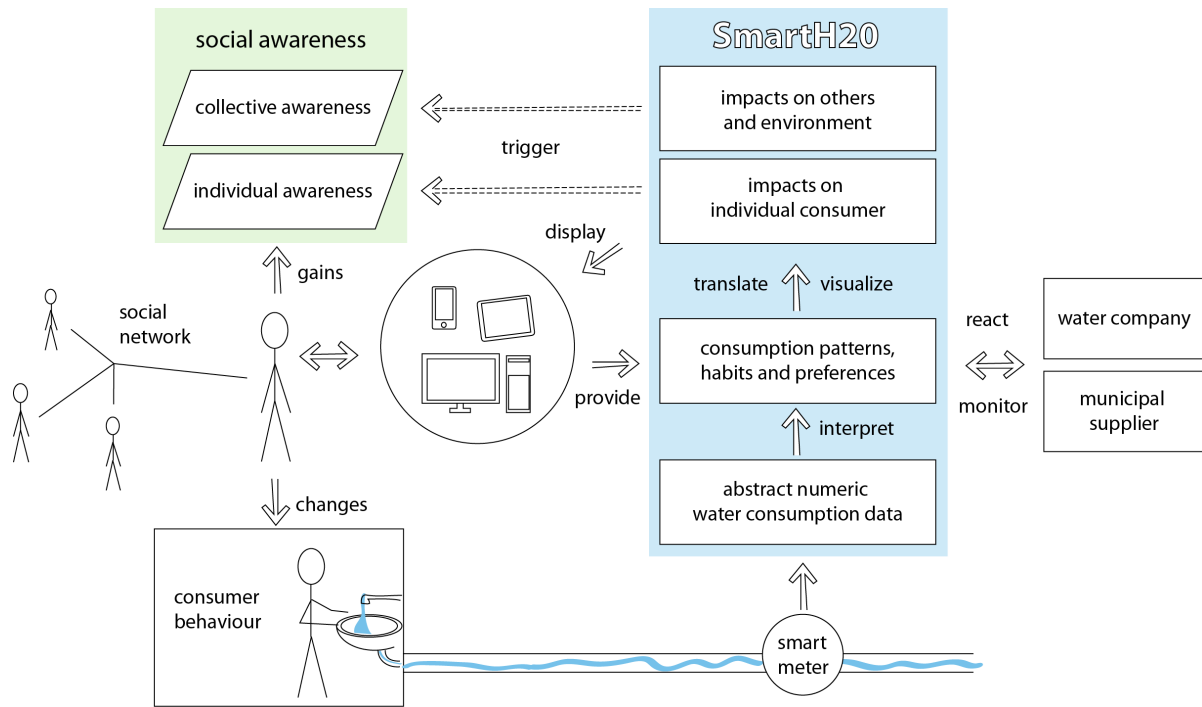 social awareness
collective awareness
individual awareness
SmartH20
impacts on others
and environment
impacts on
individual consumer
trigger
display
gains
translate
visualize
social
network
consumption patterns,
habits and preferences
provide
react
monitor
water company
municipal
supplier
interpret
abstract numeric
water consumption data
changes
consumer
behaviour
smart
meter